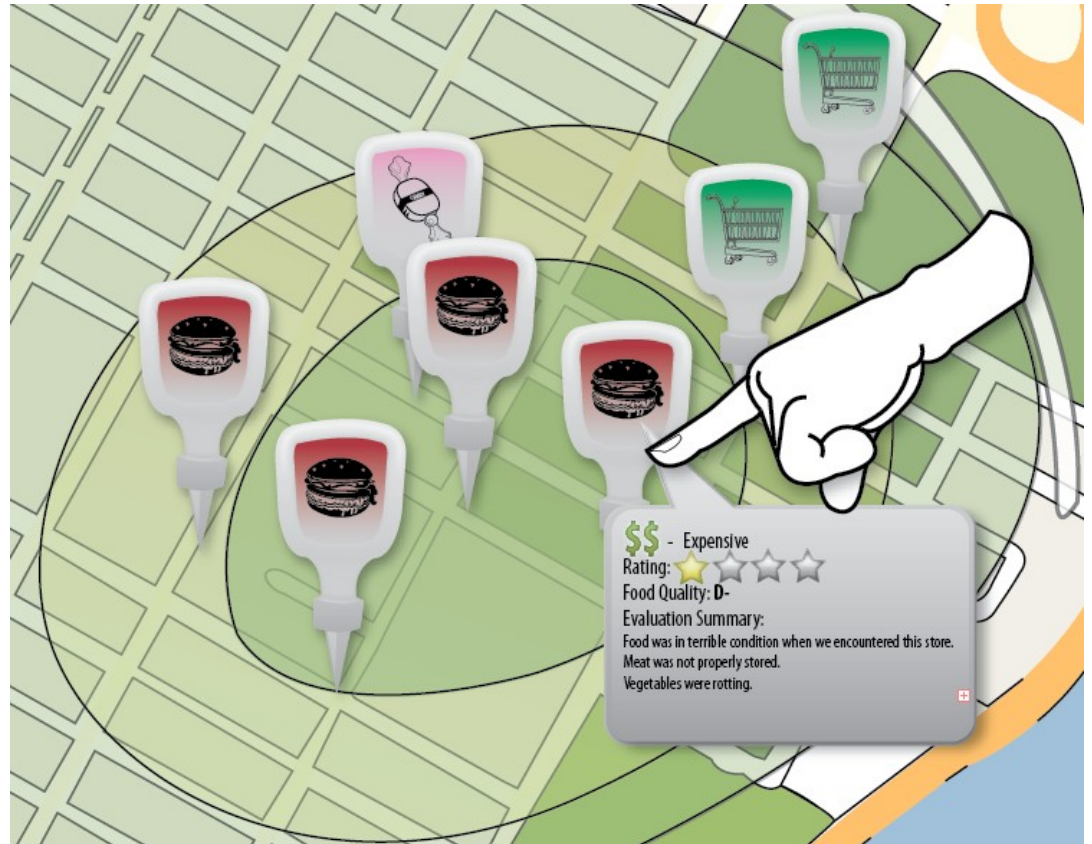 $$ - Expensive
Rating:
Food Quality: D-
Evaluation Summary:
Food was in terrible condition when we encountered this store.
Meat was not properly stored.
Vegetables were rotting.